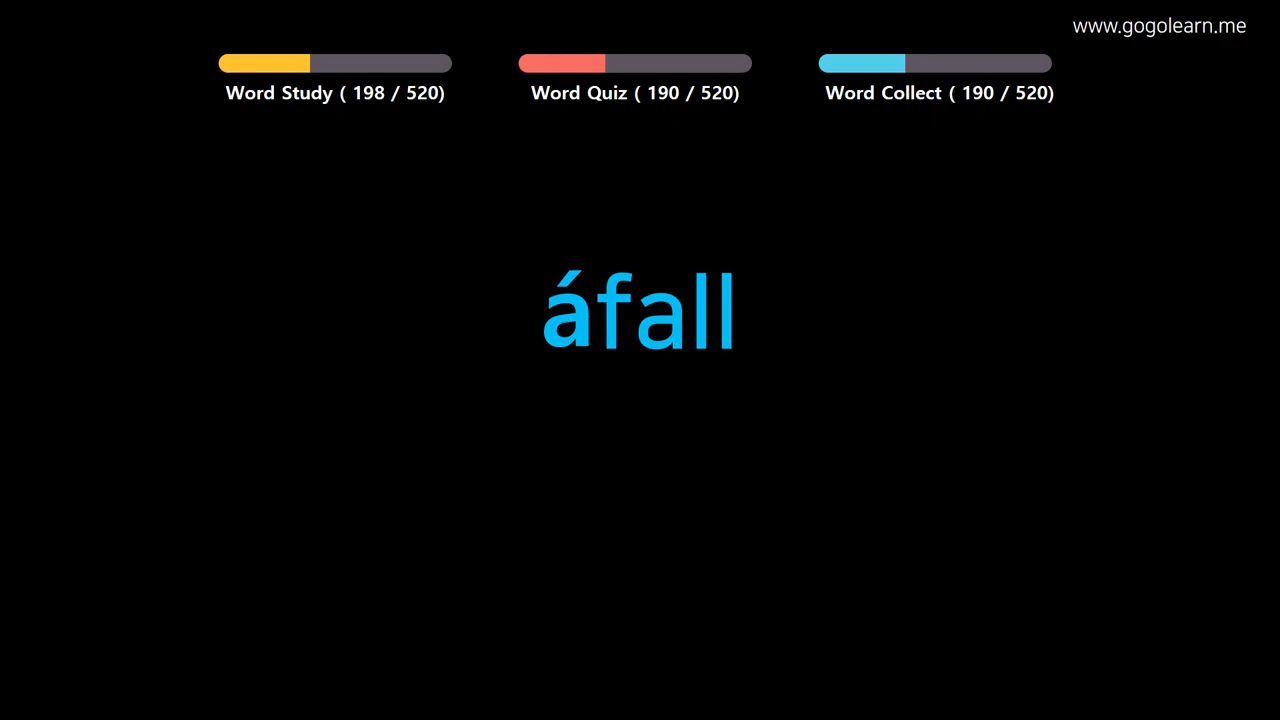 www.gogolearn.me
Word Study ( 198 / 520)
Word Quiz ( 190 / 520)
Word Collect ( 190 / 520)
áfall